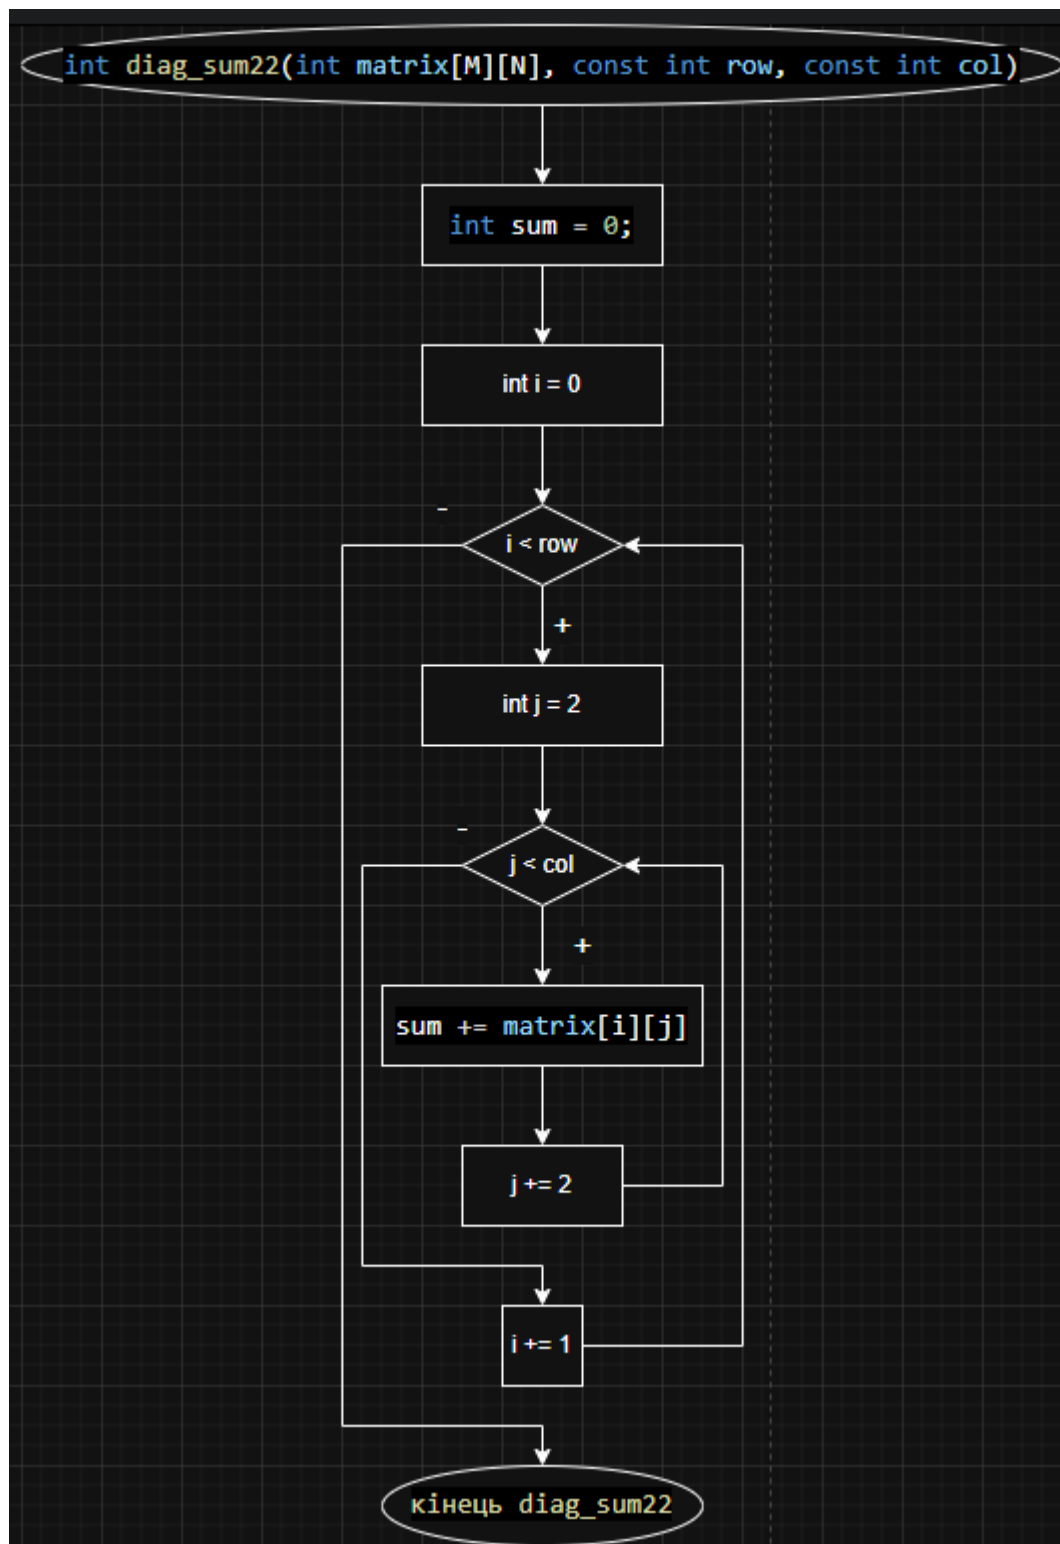 int diag_sum22(int matrix[M][N], const int row, const int col)
int sum = 0;
int i = 0
-
i < row
+
int j = 2
-
j < col
+
sum += matrix[i][j]
j += 2
i += 1
кінець diag_sum22